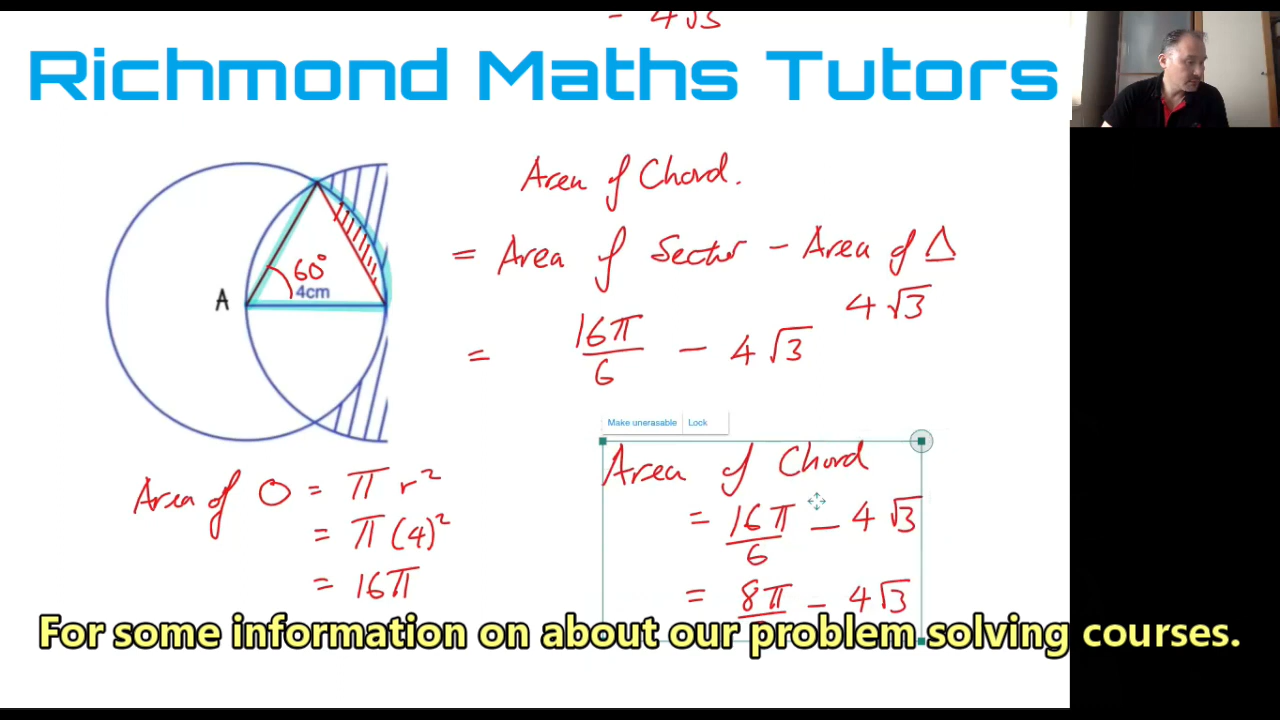 = 4√3
Richmond Maths Tutors
Area of Chord.
= Area of Sector - Area of Δ
4√3
= 16π/6 - 4√3
60°
4cm
A
Make unerasable Lock
Area of Chord
= 16π/6 - 4√3
= 8π - 4√3
Area of O = πr²
= π(4)²
= 16π
For some information on about our problem solving courses.